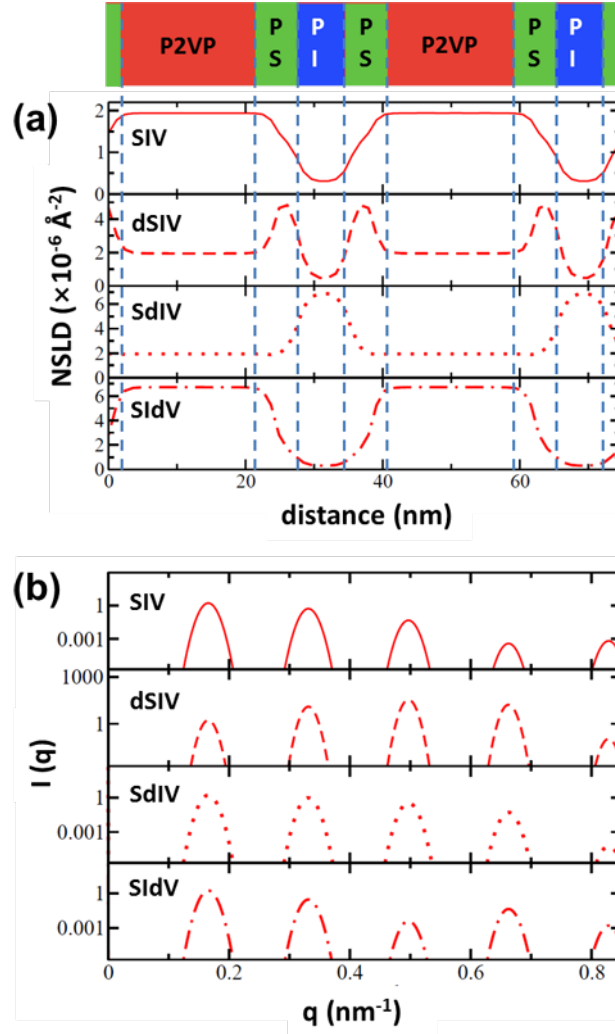 P2VP P S P I P S P2VP P S P I
(a)
SIV
2
1
0
dSIV
4
2
0
SdIV
6
4
2
0
SIdV
6
4
2
0
NSLD (×10⁻⁶ Å⁻²)
0 20 40 60
distance (nm)
(b)
SIV
1
0.001
1000
dSIV
1
SdIV
1
0.001
SIdV
1
0.001
I (q)
0 0.2 0.4 0.6 0.8
q (nm⁻¹)